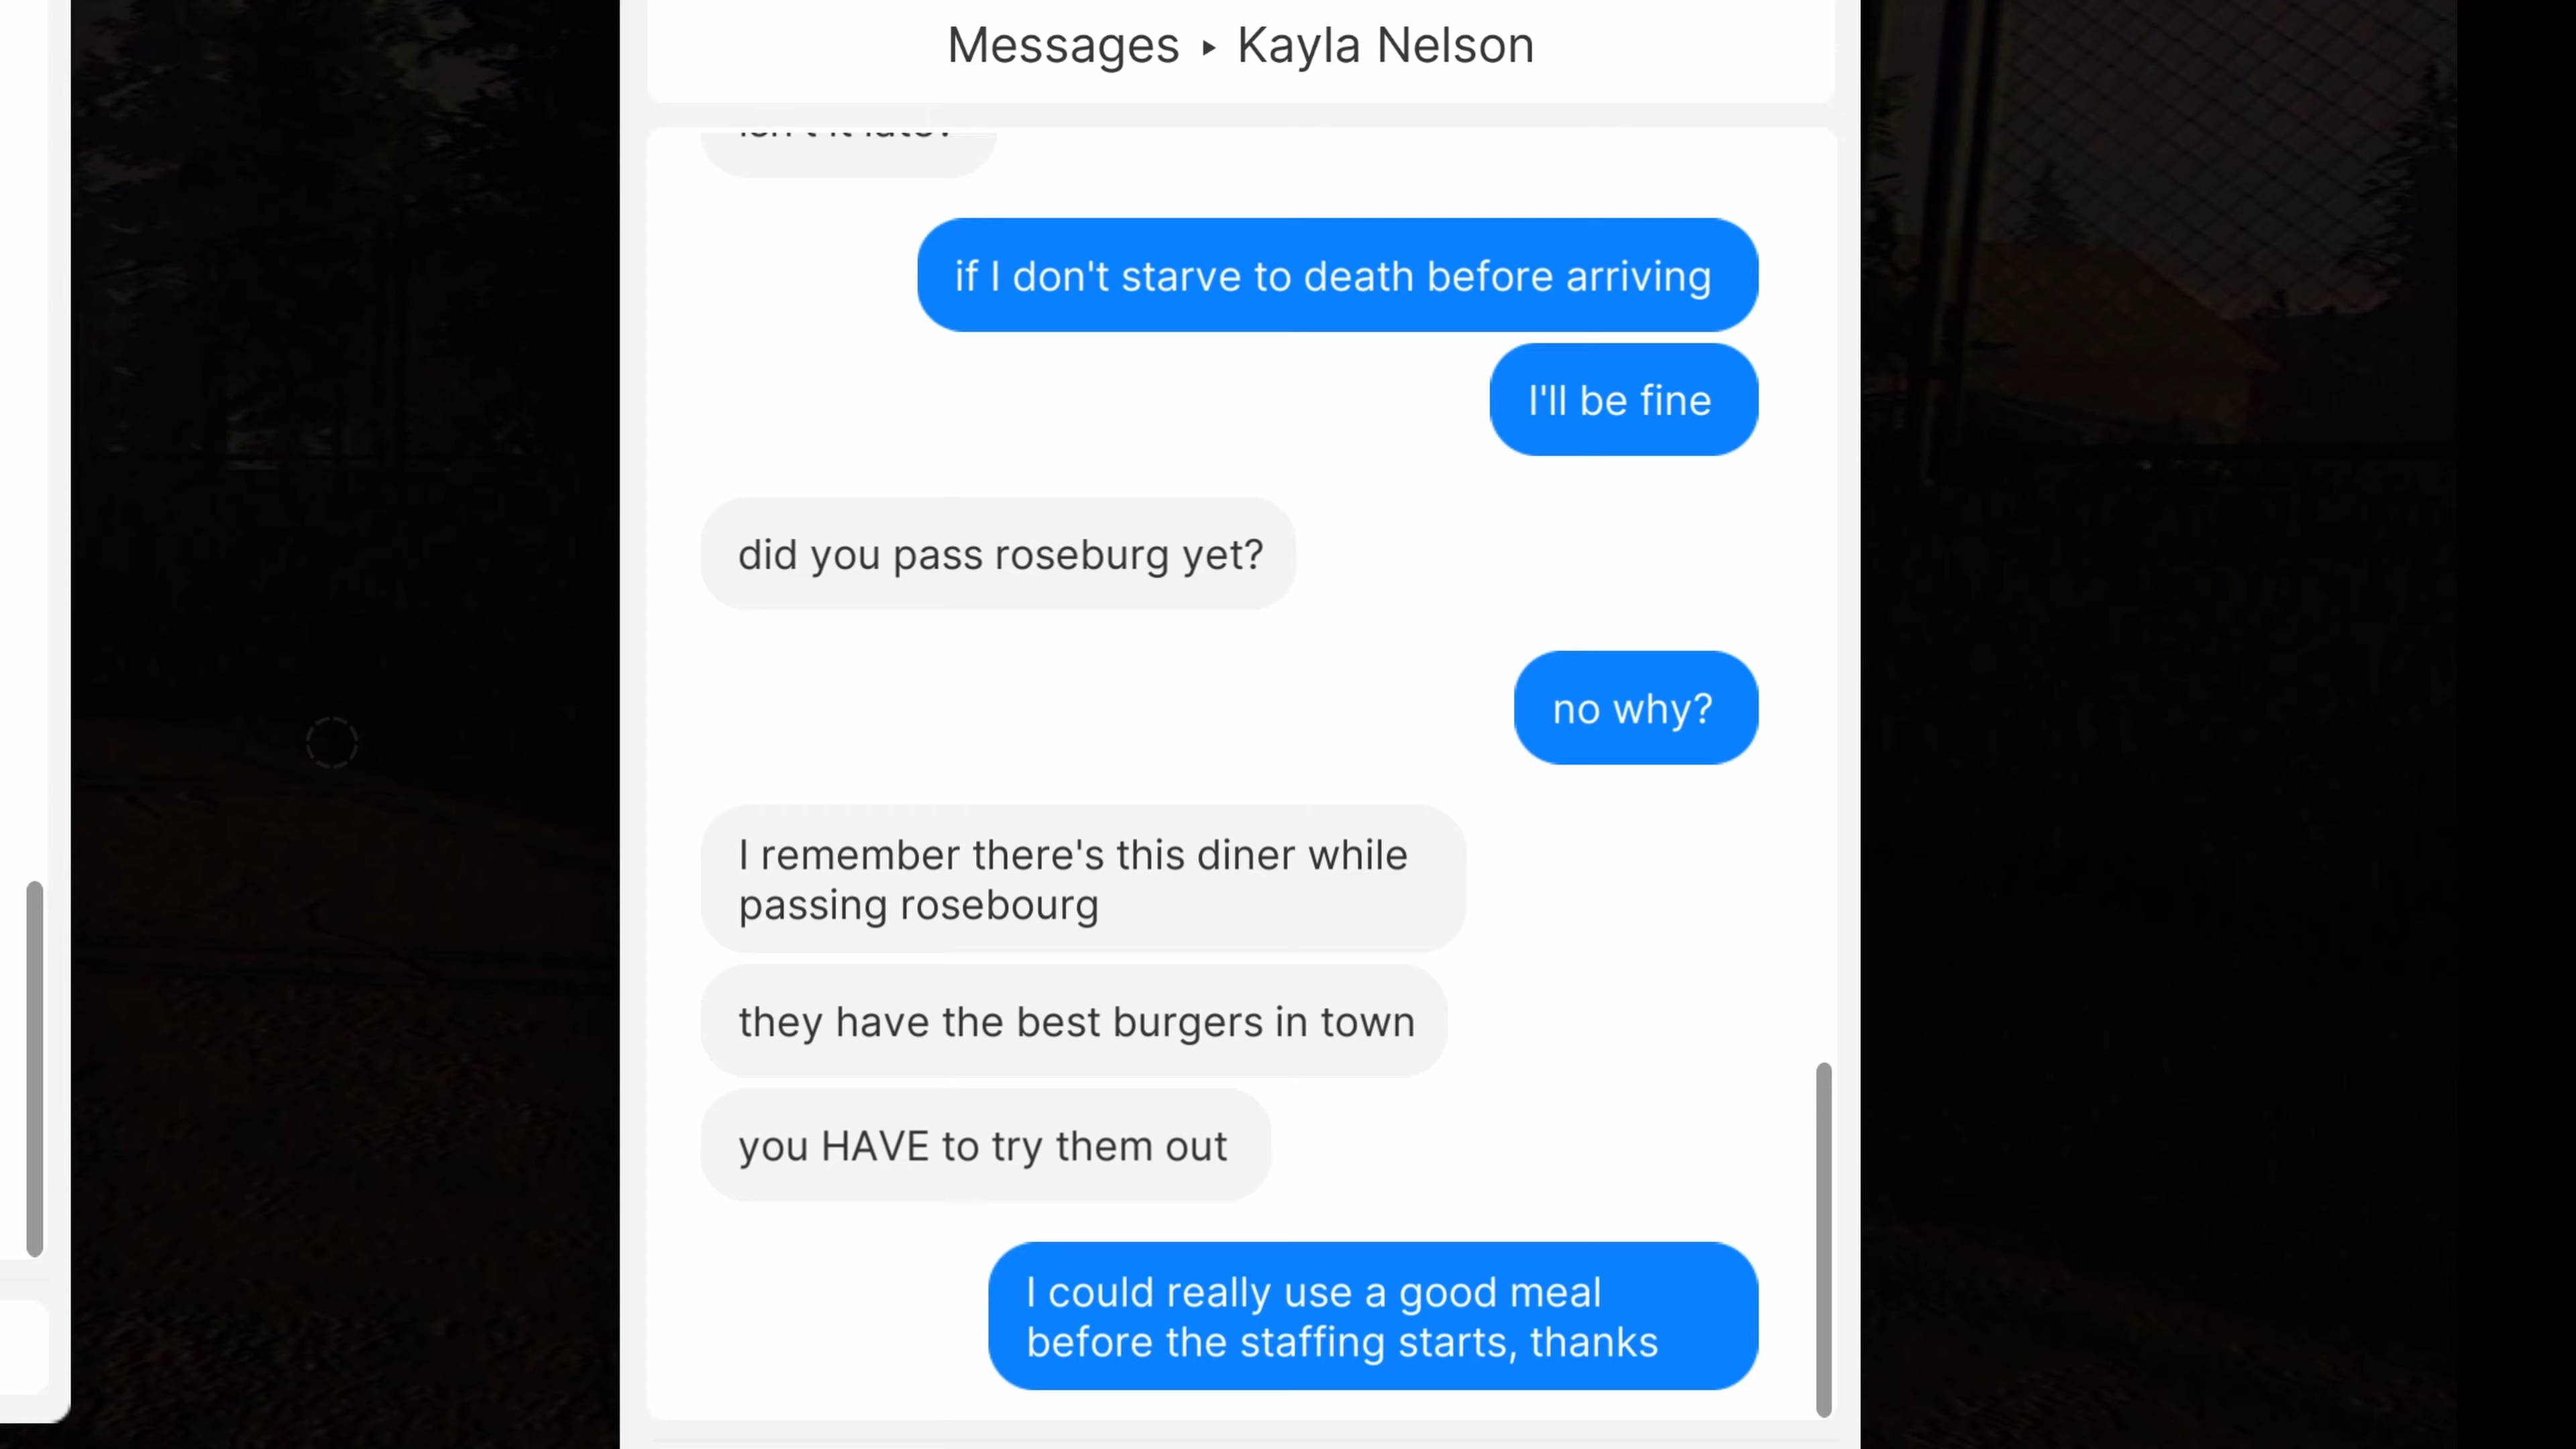 Messages ▸ Kayla Nelson
if I don't starve to death before arriving
I'll be fine
did you pass roseburg yet?
no why?
I remember there's this diner while
passing rosebourg
they have the best burgers in town
you HAVE to try them out
I could really use a good meal
before the staffing starts, thanks